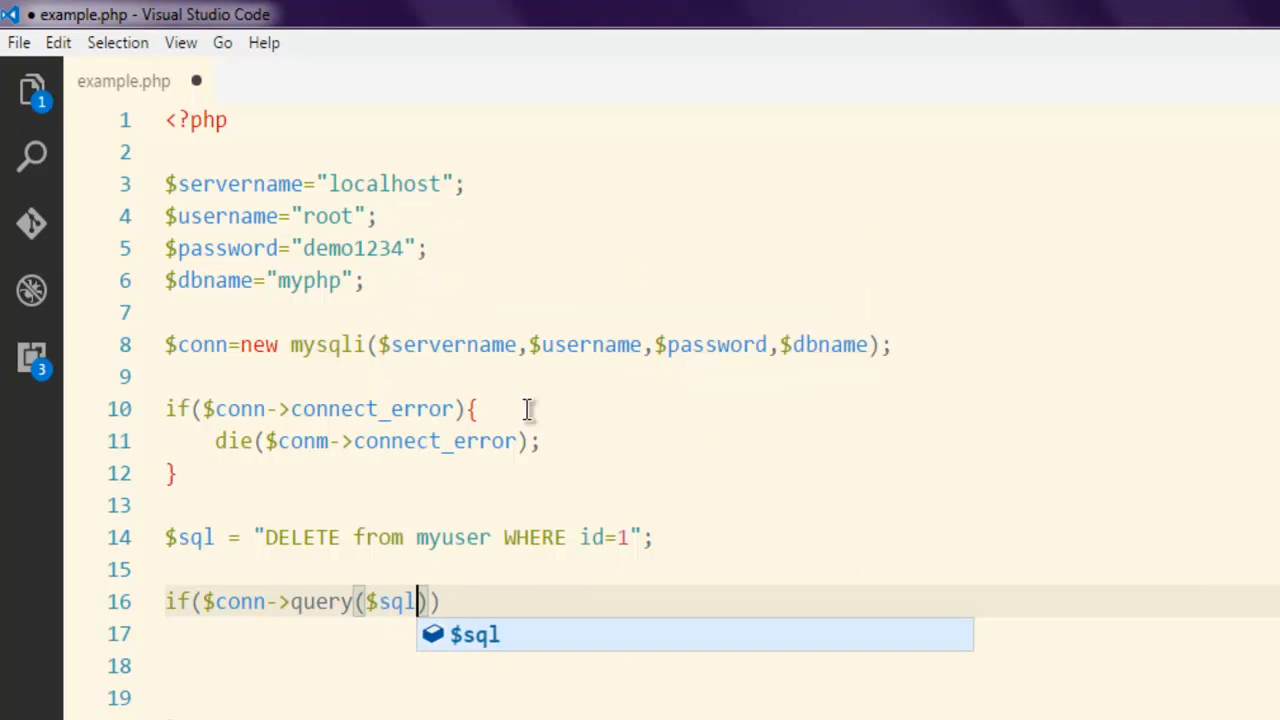 ● example.php - Visual Studio Code
File Edit Selection View Go Help
example.php ●
1
3
1 <?php
2
3 $servername="localhost";
4 $username="root";
5 $password="demo1234";
6 $dbname="myphp";
7
8 $conn=new mysqli($servername,$username,$password,$dbname);
9
10 if($conn->connect_error){
11 die($conm->connect_error);
12 }
13
14 $sql = "DELETE from myuser WHERE id=1";
15
16 if($conn->query($sql))
17 $sql
18
19